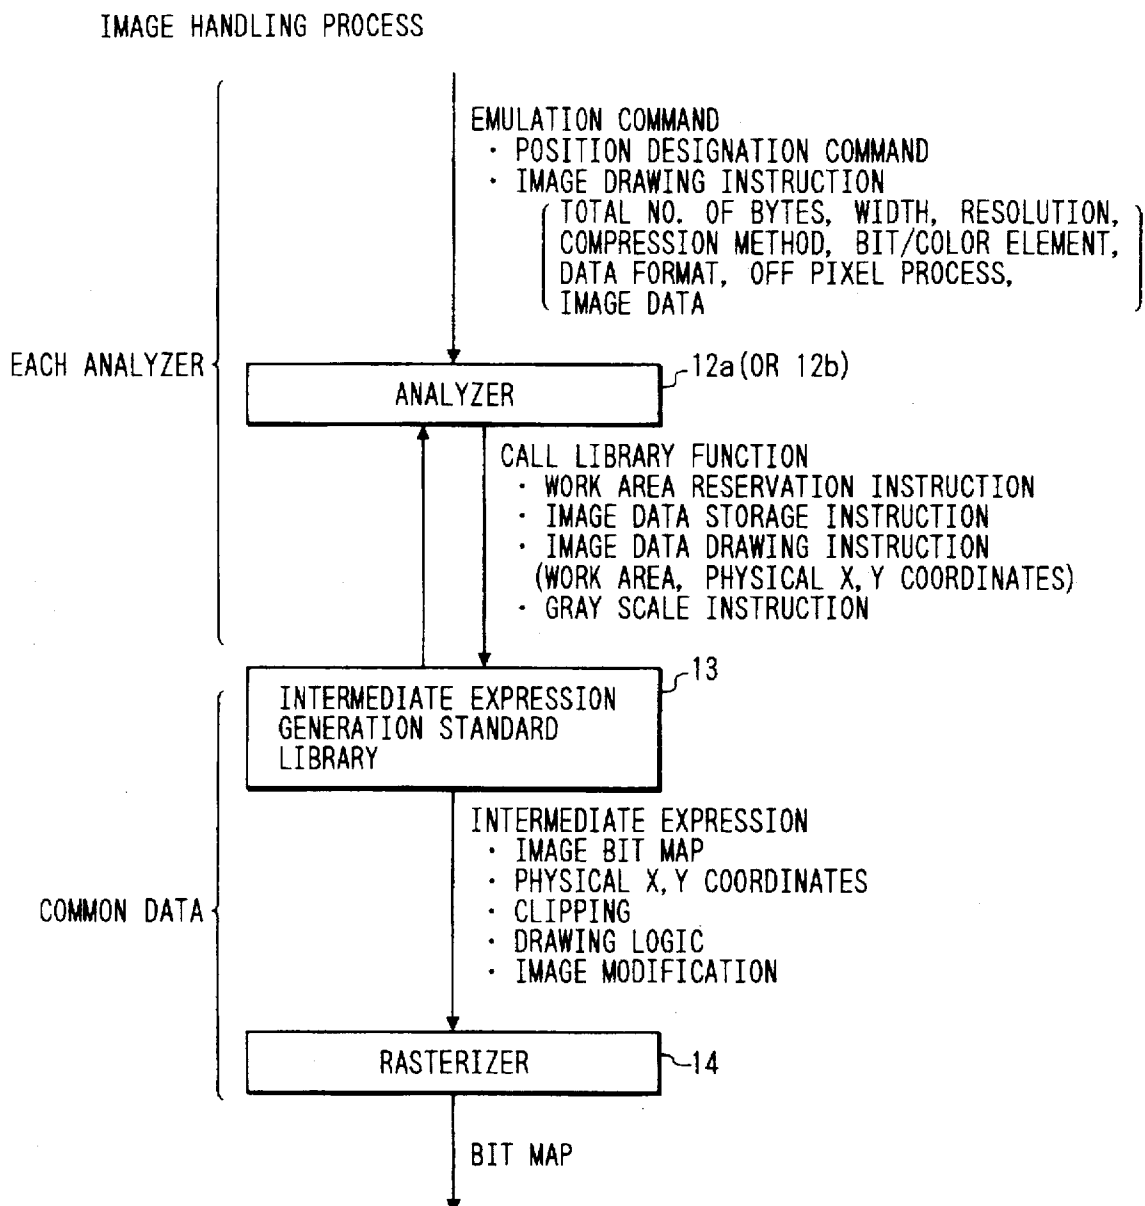 IMAGE HANDLING PROCESS
EMULATION COMMAND
· POSITION DESIGNATION COMMAND
· IMAGE DRAWING INSTRUCTION
TOTAL NO. OF BYTES, WIDTH, RESOLUTION,
COMPRESSION METHOD, BIT/COLOR ELEMENT,
DATA FORMAT, OFF PIXEL PROCESS,
IMAGE DATA
EACH ANALYZER
12a(OR 12b)
ANALYZER
CALL LIBRARY FUNCTION
· WORK AREA RESERVATION INSTRUCTION
· IMAGE DATA STORAGE INSTRUCTION
· IMAGE DATA DRAWING INSTRUCTION
(WORK AREA, PHYSICAL X,Y COORDINATES)
· GRAY SCALE INSTRUCTION
13
INTERMEDIATE EXPRESSION
GENERATION STANDARD
LIBRARY
INTERMEDIATE EXPRESSION
· IMAGE BIT MAP
· PHYSICAL X,Y COORDINATES
· CLIPPING
· DRAWING LOGIC
· IMAGE MODIFICATION
COMMON DATA
RASTERIZER
14
BIT MAP